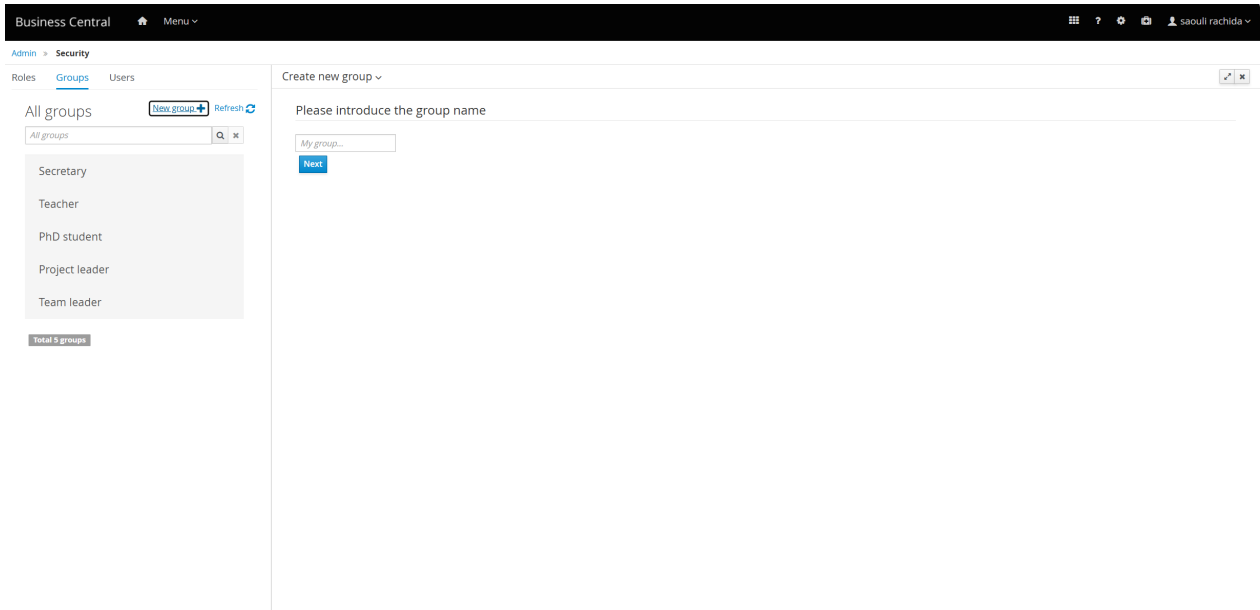 Business Central Menu ? saouli rachida
Admin » Security
Roles Groups Users
All groups New group Refresh
All groups
Secretary
Teacher
PhD student
Project leader
Team leader
Total 5 groups
Create new group
Please introduce the group name
My group...
Next